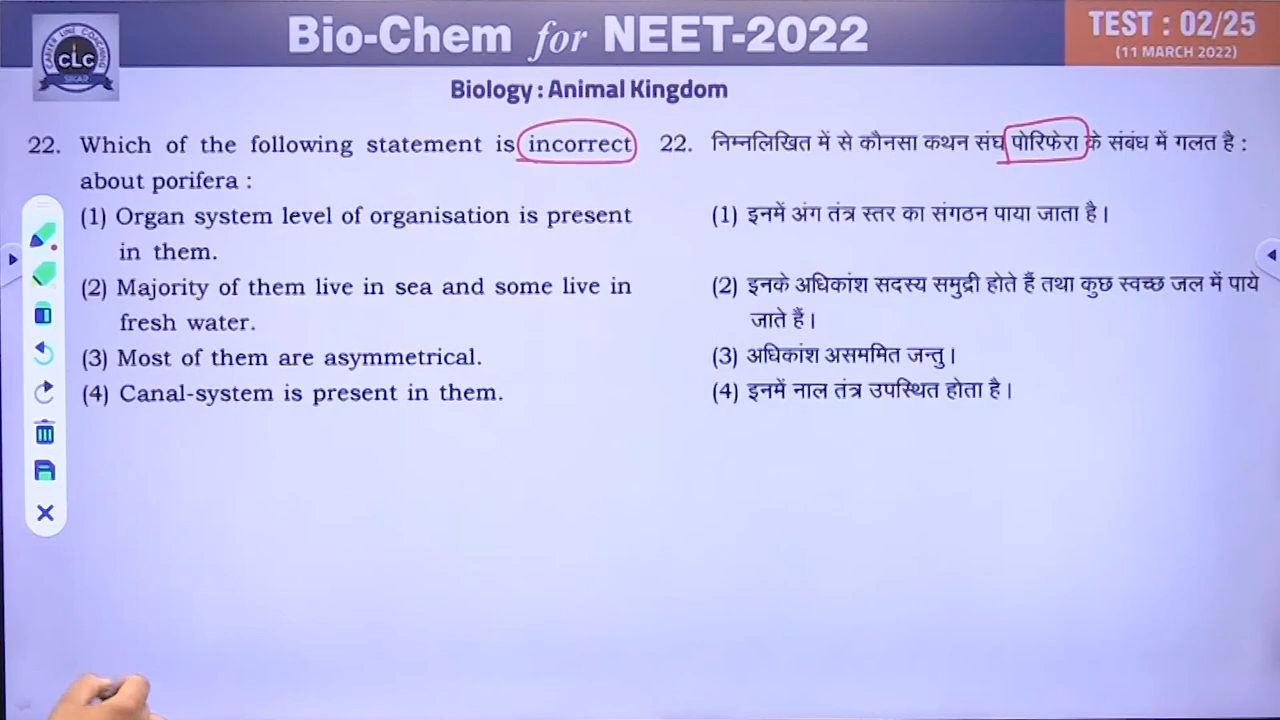 CAREER LINE COACHING
CLC
SIKAR
Bio-Chem for NEET-2022
TEST : 02/25
(11 MARCH 2022)
Biology : Animal Kingdom
22. Which of the following statement is incorrect
about porifera :
(1) Organ system level of organisation is present
in them.
(2) Majority of them live in sea and some live in
fresh water.
(3) Most of them are asymmetrical.
(4) Canal-system is present in them.
22. निम्नलिखित में से कौनसा कथन संघ पोरिफेरा के संबंध में गलत है :
(1) इनमें अंग तंत्र स्तर का संगठन पाया जाता है।
(2) इनके अधिकांश सदस्य समुद्री होते हैं तथा कुछ स्वच्छ जल में पाये
जाते हैं।
(3) अधिकांश असममित जन्तु।
(4) इनमें नाल तंत्र उपस्थित होता है।